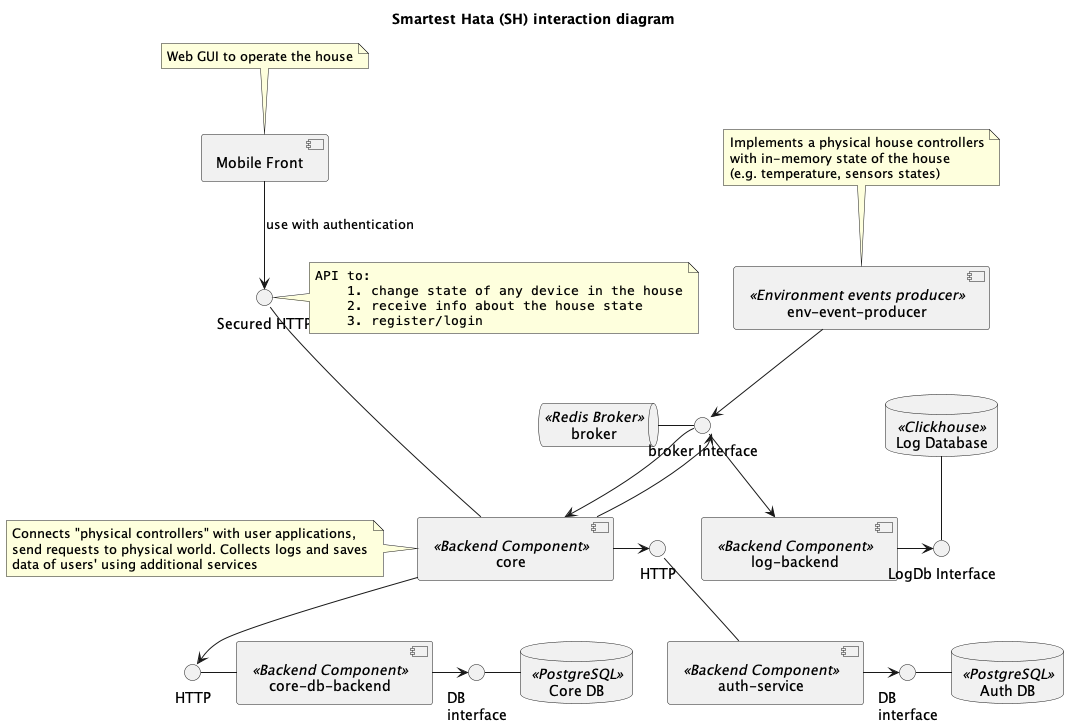 Smartest Hata (SH) interaction diagram
Web GUI to operate the house
Mobile Front
Implements a physical house controllers
with in-memory state of the house
(e.g. temperature, sensors states)
use with authentication
«Environment events producer»
env-event-producer
API to:
1. change state of any device in the house
2. receive info about the house state
3. register/login
Secured HTTP
«Redis Broker»
broker
broker Interface
«Clickhouse»
Log Database
Connects "physical controllers" with user applications,
send requests to physical world. Collects logs and saves
data of users' using additional services
«Backend Component»
core
HTTP
«Backend Component»
log-backend
LogDb Interface
HTTP
«Backend Component»
core-db-backend
DB
interface
«PostgreSQL»
Core DB
«Backend Component»
auth-service
DB
interface
«PostgreSQL»
Auth DB